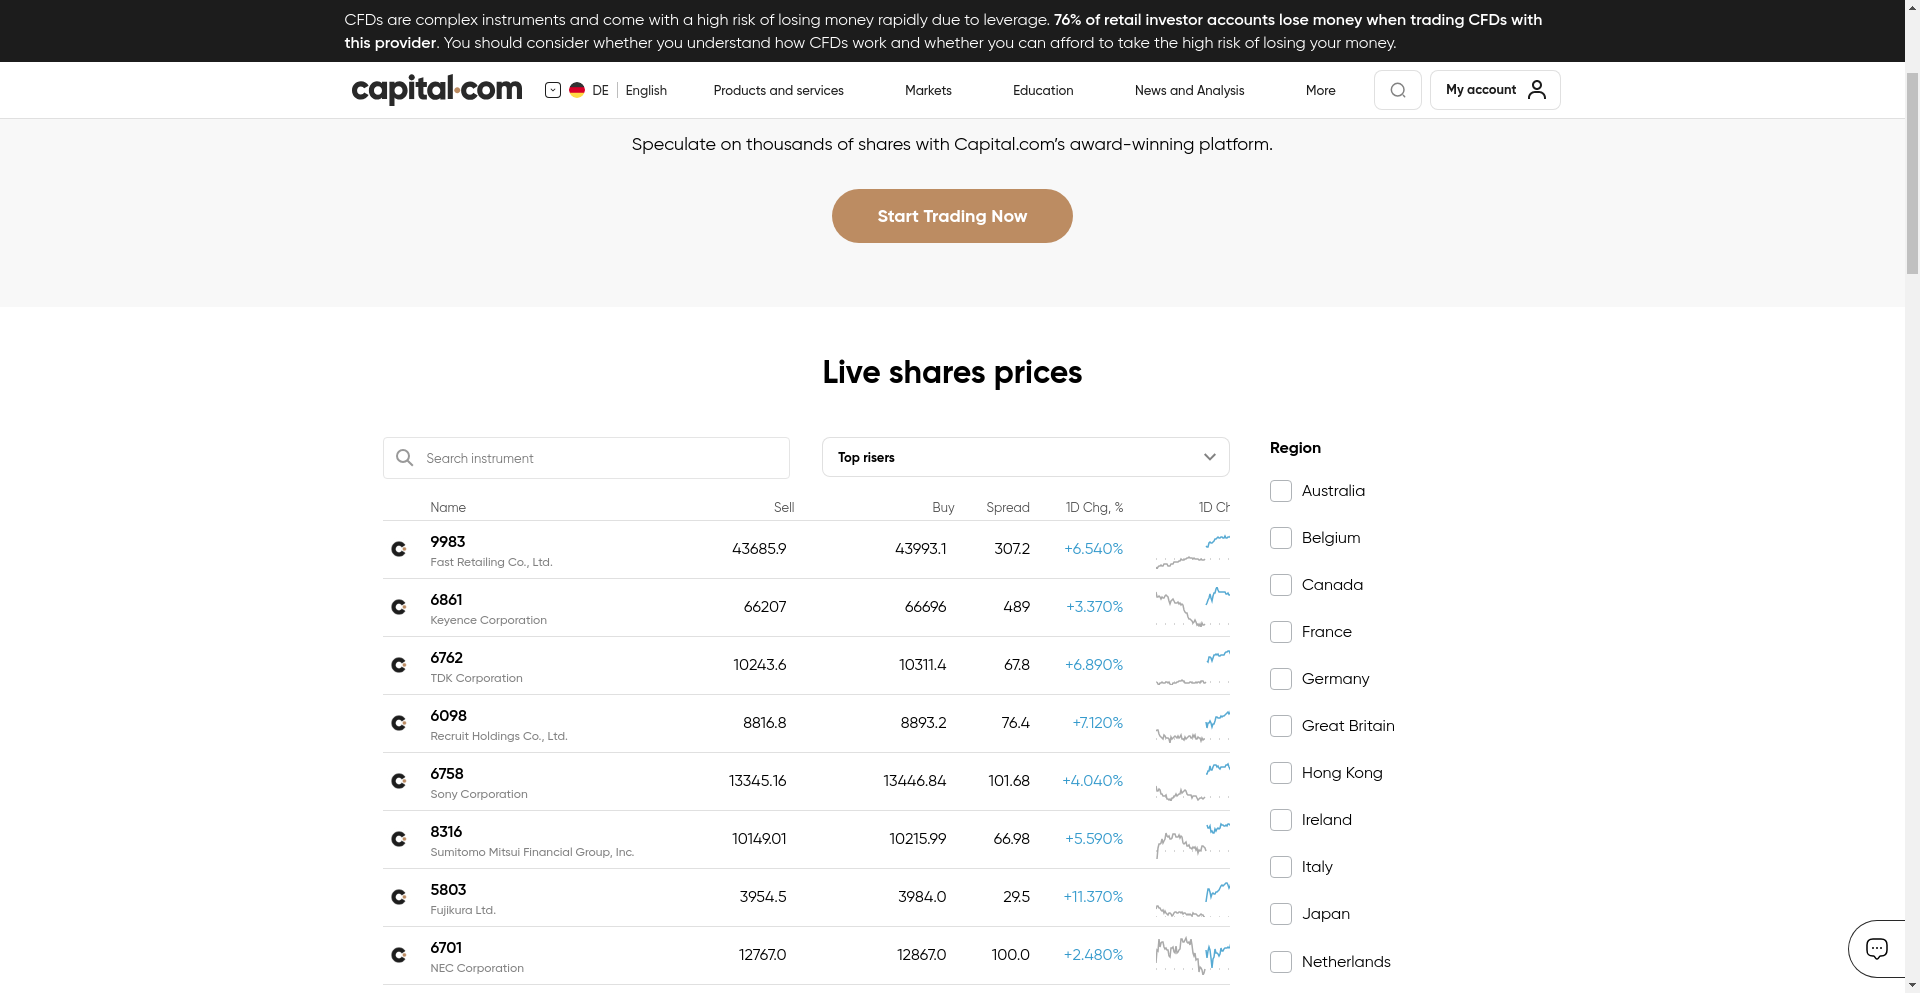 CFDs are complex instruments and come with a high risk of losing money rapidly due to leverage. 76% of retail investor accounts lose money when trading CFDs with
this provider. You should consider whether you understand how CFDs work and whether you can afford to take the high risk of losing your money.
capital.com DE English Products and services Markets Education News and Analysis More My account
Speculate on thousands of shares with Capital.com’s award-winning platform.
Start Trading Now
Live shares prices
Search instrument
Top risers
Name Sell Buy Spread 1D Chg, % 1D Ch
9983 43685.9 43993.1 307.2 +6.540%
Fast Retailing Co., Ltd.
6861 66207 66696 489 +3.370%
Keyence Corporation
6762 10243.6 10311.4 67.8 +6.890%
TDK Corporation
6098 8816.8 8893.2 76.4 +7.120%
Recruit Holdings Co., Ltd.
6758 13345.16 13446.84 101.68 +4.040%
Sony Corporation
8316 10149.01 10215.99 66.98 +5.590%
Sumitomo Mitsui Financial Group, Inc.
5803 3954.5 3984.0 29.5 +11.370%
Fujikura Ltd.
6701 12767.0 12867.0 100.0 +2.480%
NEC Corporation
Region
Australia
Belgium
Canada
France
Germany
Great Britain
Hong Kong
Ireland
Italy
Japan
Netherlands